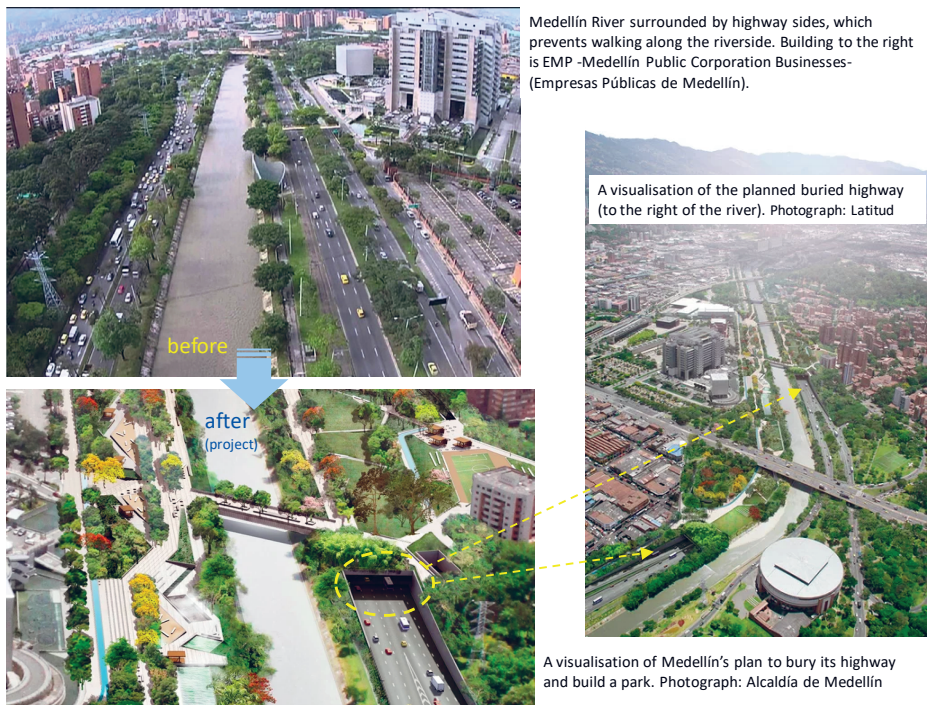 Medellín River surrounded by highway sides, which
prevents walking along the riverside. Building to the right
is EMP -Medellín Public Corporation Businesses-
(Empresas Públicas de Medellín).
A visualisation of the planned buried highway
(to the right of the river). Photograph: Latitud
before
after
(project)
A visualisation of Medellín's plan to bury its highway
and build a park. Photograph: Alcaldía de Medellín